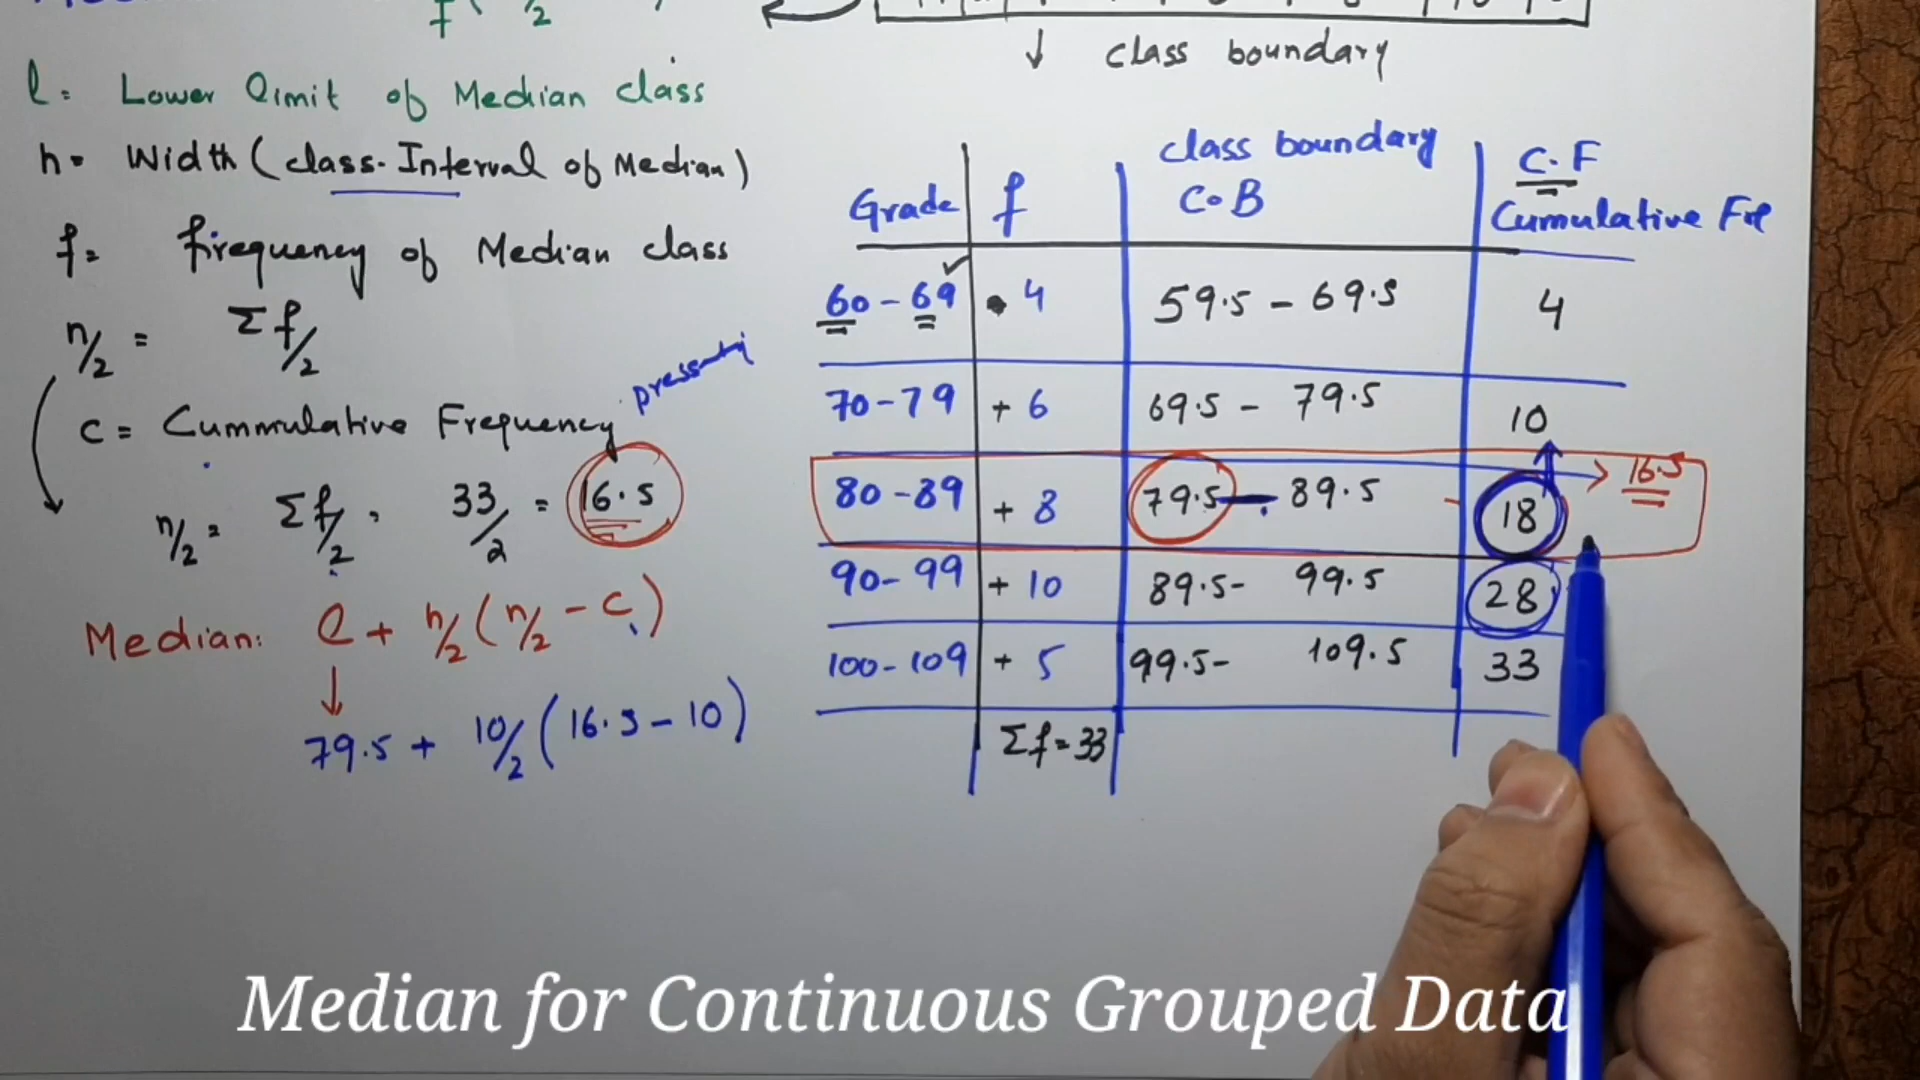 f ( /2
↓ class boundary
l = Lower Limit of Median class
h = Width (class-Interval of Median)
f = frequency of Median class
n/2 = Σf/2
c = Cummulative Frequency
n/2 = Σf/2 = 33/2 = 16.5
Median: l + h/2 (n/2 - c)
79.5 + 10/2 (16.5 - 10)
Grade f class boundary C.B C.F Cumulative Fre
60-69 4 59.5 - 69.5 4
70-79 + 6 69.5 - 79.5 10
80-89 + 8 79.5 - 89.5 18 > 16.5
90-99 + 10 89.5 - 99.5 28
100-109 + 5 99.5 - 109.5 33
Σf = 33
Median for Continuous Grouped Data